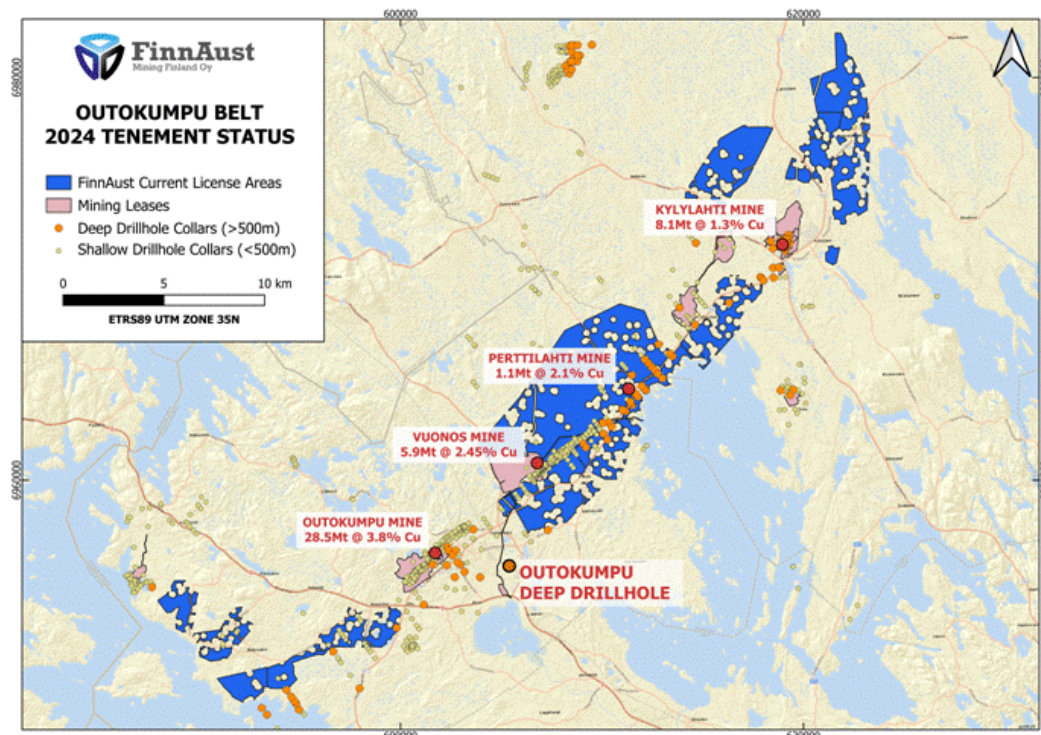 600000
620000
6980000
FinnAust
Mining Finland Oy
OUTOKUMPU BELT
2024 TENEMENT STATUS
FinnAust Current License Areas
Mining Leases
Deep Drillhole Collars (>500m)
Shallow Drillhole Collars (<500m)
0 5 10 km
ETRS89 UTM ZONE 35N
KYLYLAHTI MINE
8.1Mt @ 1.3% Cu
PERTTILAHTI MINE
1.1Mt @ 2.1% Cu
VUONOS MINE
5.9Mt @ 2.45% Cu
6960000
OUTOKUMPU MINE
28.5Mt @ 3.8% Cu
OUTOKUMPU
DEEP DRILLHOLE
600000
620000